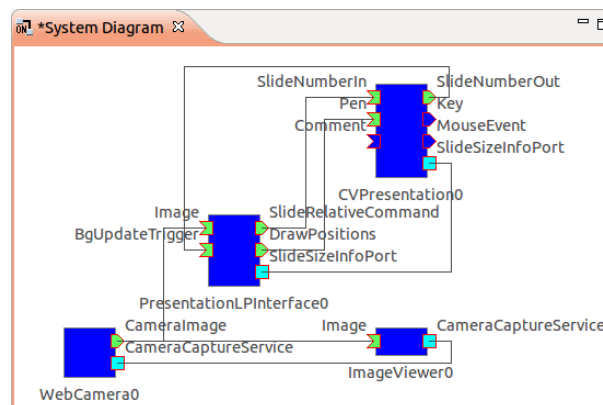 *System Diagram
SlideNumberIn
SlideNumberOut
Pen
Key
Comment
MouseEvent
SlideSizeInfoPort
CVPresentation0
Image
SlideRelativeCommand
BgUpdateTrigger
DrawPositions
SlideSizeInfoPort
PresentationLPInterface0
CameraImage
Image
CameraCaptureService
CameraCaptureService
ImageViewer0
WebCamera0